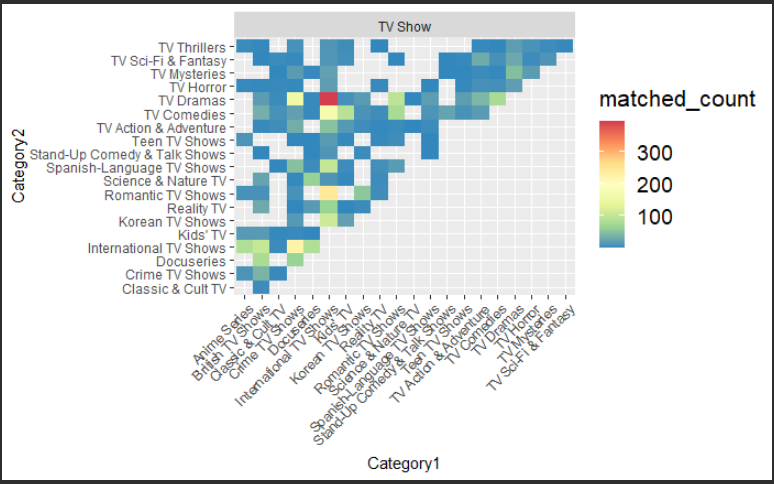 TV Show
TV Thrillers
TV Sci-Fi & Fantasy
TV Mysteries
TV Horror
TV Dramas
TV Comedies
TV Action & Adventure
Teen TV Shows
Stand-Up Comedy & Talk Shows
Spanish-Language TV Shows
Science & Nature TV
Romantic TV Shows
Reality TV
Korean TV Shows
Kids' TV
International TV Shows
Docuseries
Crime TV Shows
Classic & Cult TV
Category2
Anime Series
British TV Shows
Classic & Cult TV
Crime TV Shows
Docuseries
International TV Shows
Kids' TV
Korean TV Shows
Reality TV
Romantic TV Shows
Science & Nature TV
Spanish-Language TV Shows
Stand-Up Comedy & Talk Shows
Teen TV Shows
TV Action & Adventure
TV Comedies
TV Dramas
TV Horror
TV Mysteries
TV Sci-Fi & Fantasy
Category1
matched_count
300
200
100